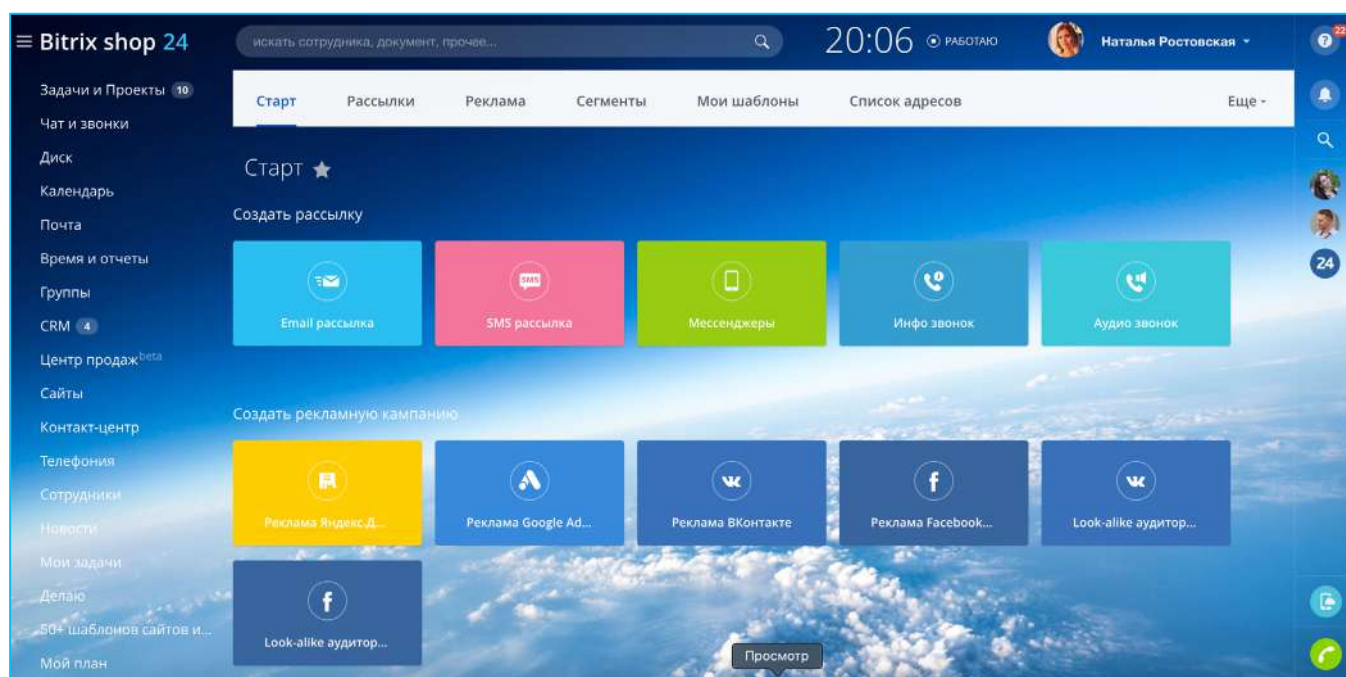 Bitrix shop 24
искать сотрудника, документ, прочее...
20:06 РАБОТАЮ
Наталья Ростовская
22
Задачи и Проекты 10
Чат и звонки
Диск
Календарь
Почта
Время и отчеты
Группы
CRM 4
Центр продаж beta
Сайты
Контакт-центр
Телефония
Сотрудники
Новости
Мои задачи
Делаю
50+ шаблонов сайтов и...
Мой план
Старт Рассылки Реклама Сегменты Мои шаблоны Список адресов Еще
Старт
Создать рассылку
Email рассылка
SMS
SMS рассылка
Мессенджеры
Инфо звонок
Аудио звонок
Создать рекламную кампанию
Реклама Яндекс.Д...
Реклама Google Ad...
Реклама ВКонтакте
Реклама Facebook...
Look-alike аудитор...
Look-alike аудитор...
Просмотр
24